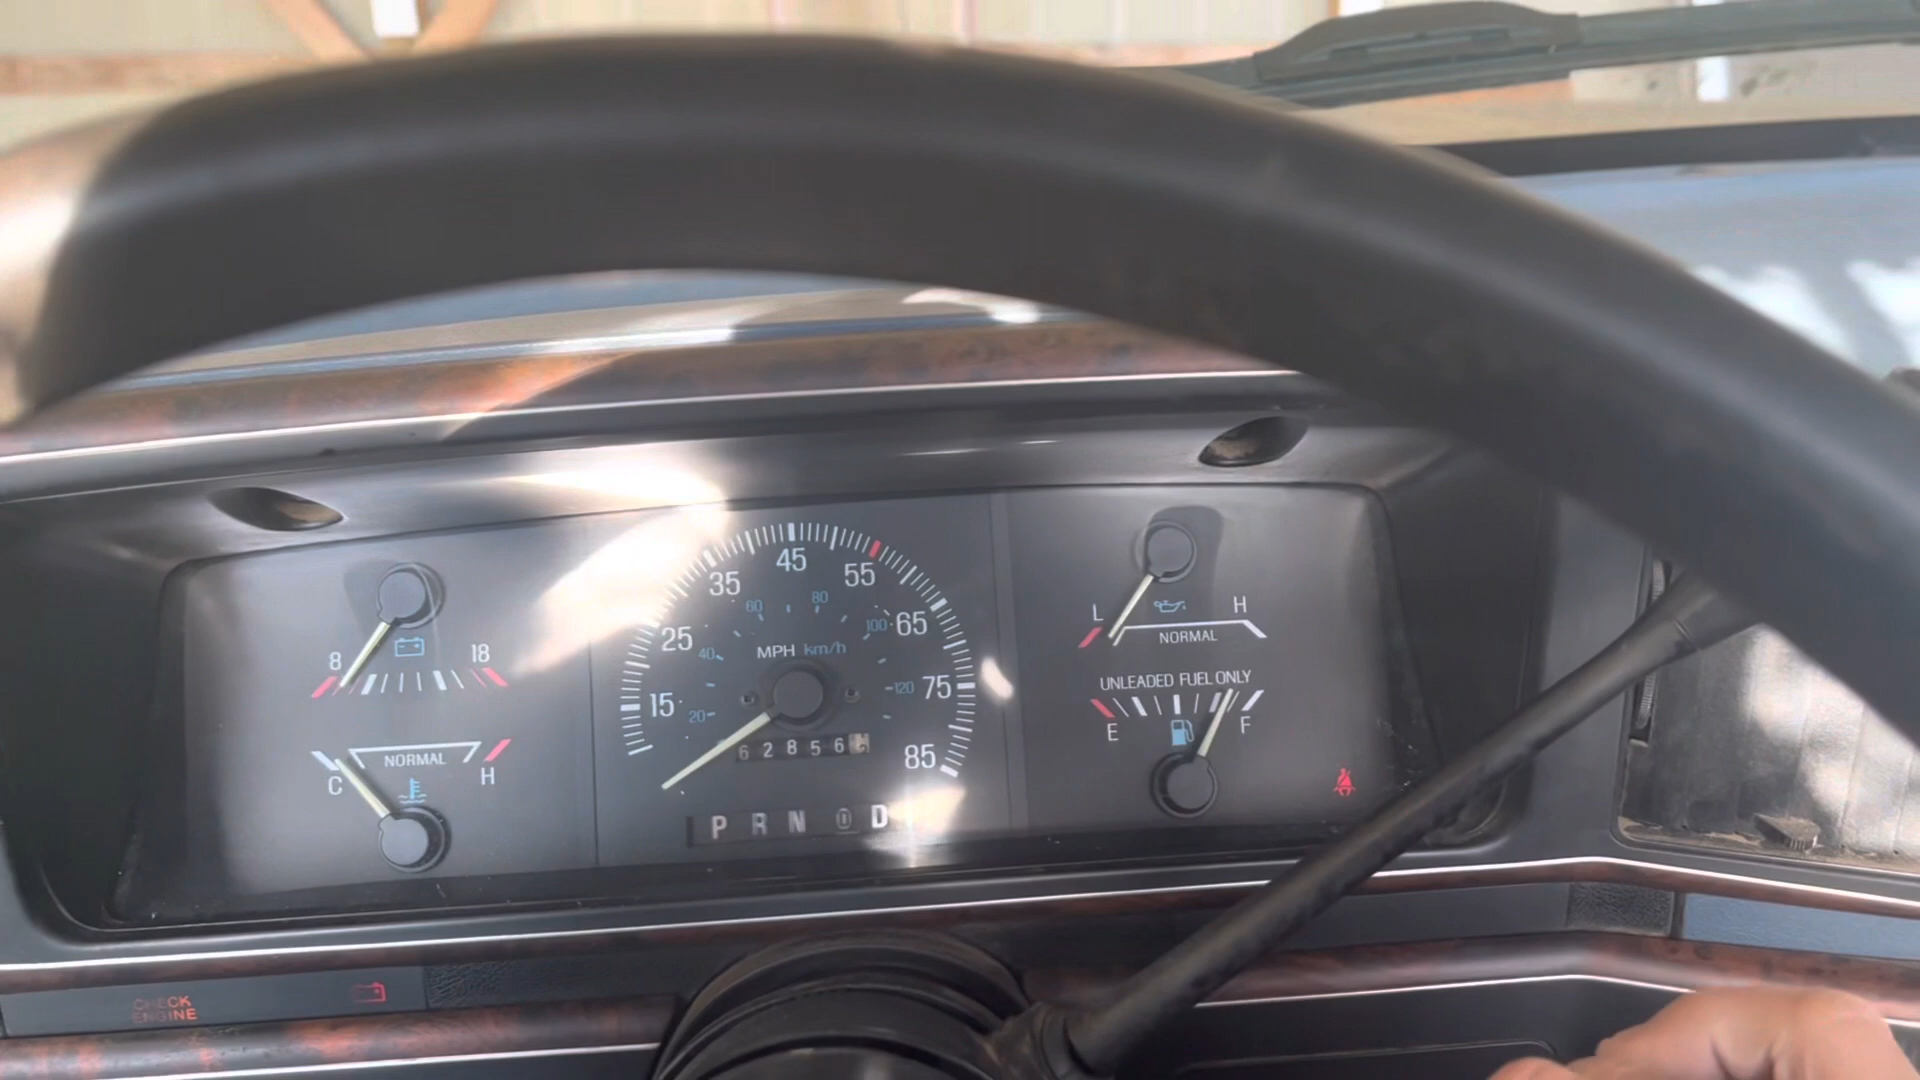 8 18
C NORMAL H
15 25 35 45 55 65 75 85
20 40 60 80 100 120
MPH km/h
62856
P R N D D
L H
NORMAL
UNLEADED FUEL ONLY
E F
CHECK
ENGINE